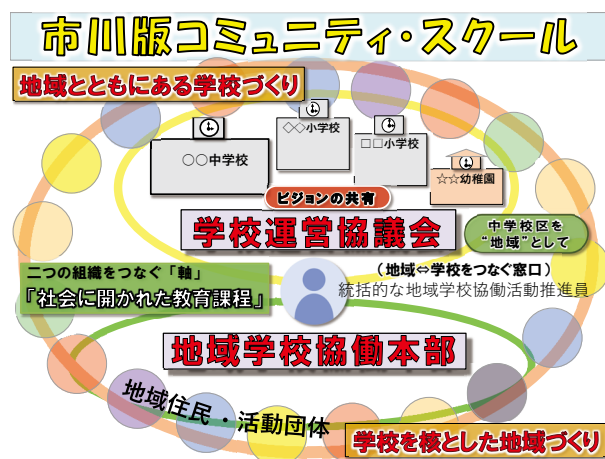 市川版コミュニティ・スクール
地域とともにある学校づくり
○○中学校
◇◇小学校
□□小学校
☆☆幼稚園
ビジョンの共有
学校運営協議会
中学校区を
“地域”として
二つの組織をつなぐ「軸」
『社会に開かれた教育課程』
（地域⇔学校をつなぐ窓口）
統括的な地域学校協働活動推進員
地域学校協働本部
地域住民・活動団体
学校を核とした地域づくり